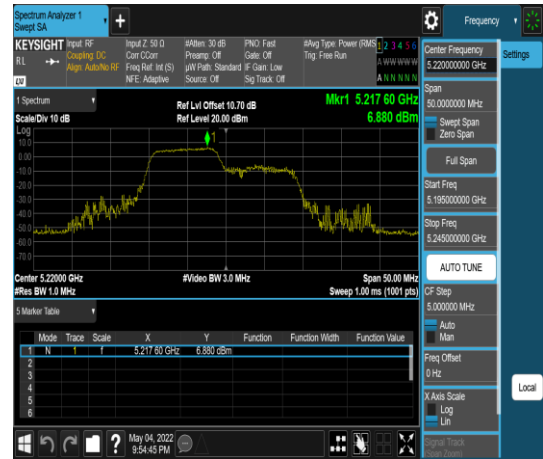 Spectrum Analyzer 1
Swept SA
+
Frequency
KEYSIGHT
Input: RF
Input Z: 50 Ω
#Atten: 30 dB
PNO: Fast
#Avg Type: Power (RMS
1 2 3 4 5 6
RL
Coupling: DC
Corr CCorr
Preamp: Off
Gate: Off
Trig: Free Run
A WW WW W
Align: Auto/No RF
Freq Ref: Int (S)
µW Path: Standard
IF Gain: Low
NFE: Adaptive
Source: Off
Sig Track: Off
A N N N N N
LXI
1 Spectrum
Scale/Div 10 dB
Ref Lvl Offset 10.70 dB
Ref Level 20.00 dBm
Mkr1 5.217 60 GHz
6.880 dBm
Log
10.0
0.00
-10.0
-20.0
-30.0
-40.0
-50.0
-60.0
-70.0
1
Center 5.22000 GHz
#Video BW 3.0 MHz
Span 50.00 MHz
#Res BW 1.0 MHz
Sweep 1.00 ms (1001 pts)
5 Marker Table
Mode Trace Scale X Y Function Function Width Function Value
1 N 1 f 5.217 60 GHz 6.880 dBm
2
3
4
5
6
May 04, 2022
9:54:45 PM
?
Center Frequency
5.220000000 GHz
Settings
Span
50.0000000 MHz
Swept Span
Zero Span
Full Span
Start Freq
5.195000000 GHz
Stop Freq
5.245000000 GHz
AUTO TUNE
CF Step
5.000000 MHz
Auto
Man
Freq Offset
0 Hz
X Axis Scale
Log
Lin
Signal Track
(Span Zoom)
Local